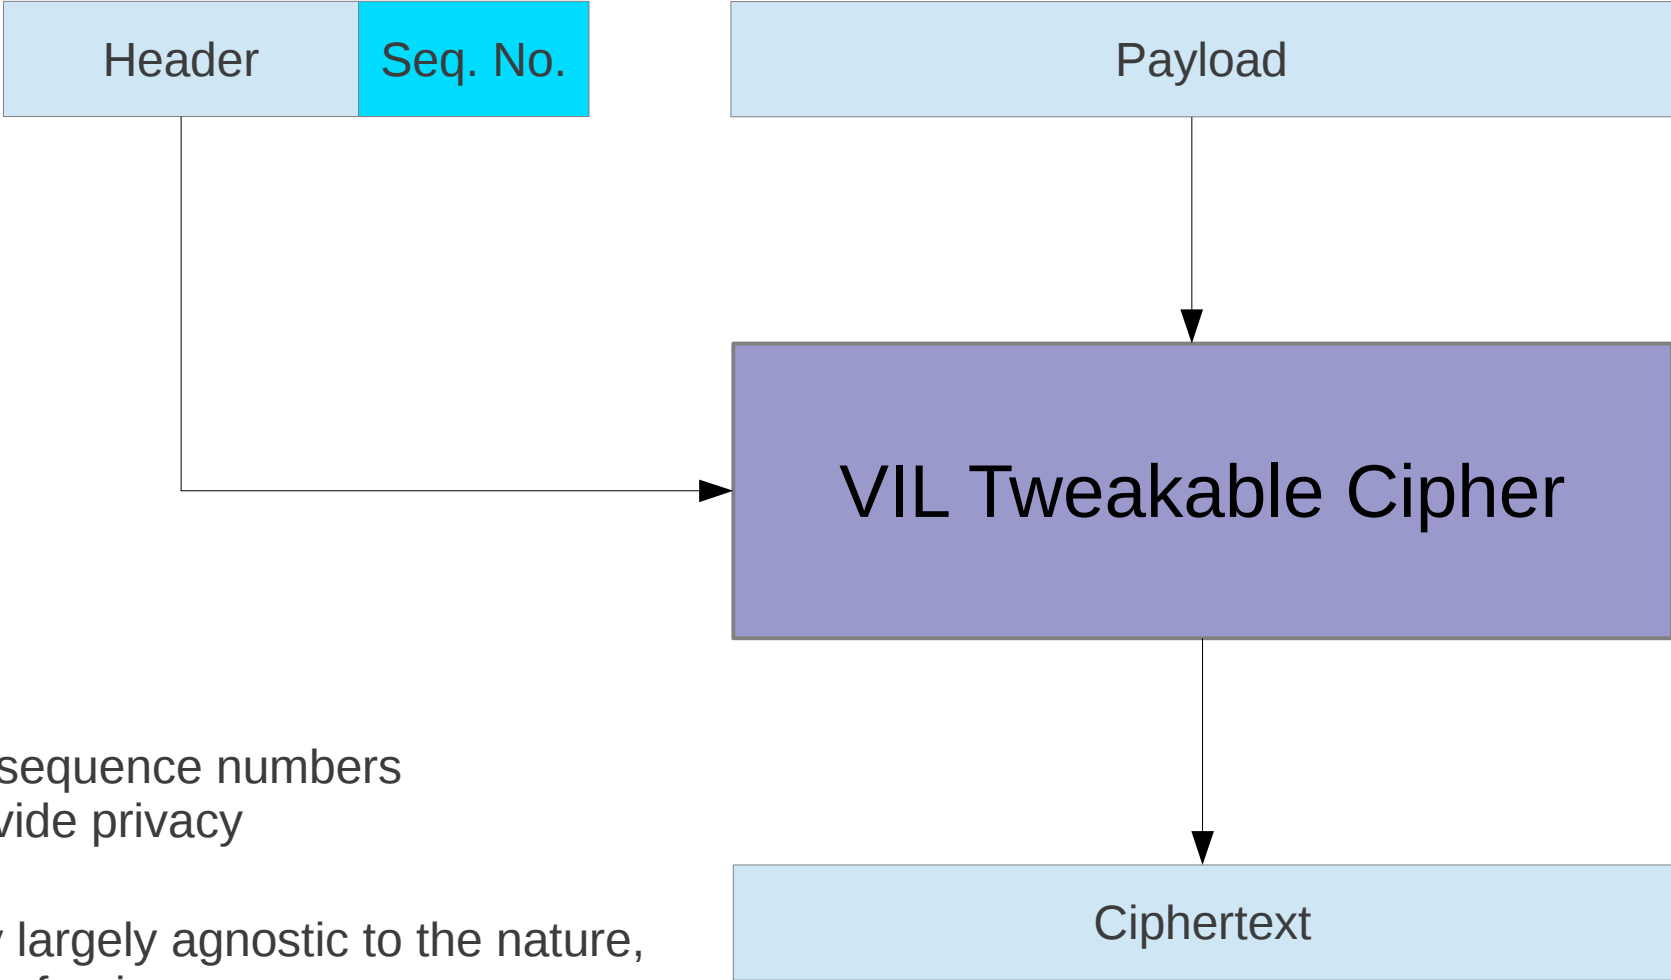 Header
Seq. No.
Payload
VIL Tweakable Cipher
sequence numbers
vide privacy
largely agnostic to the nature,
Ciphertext